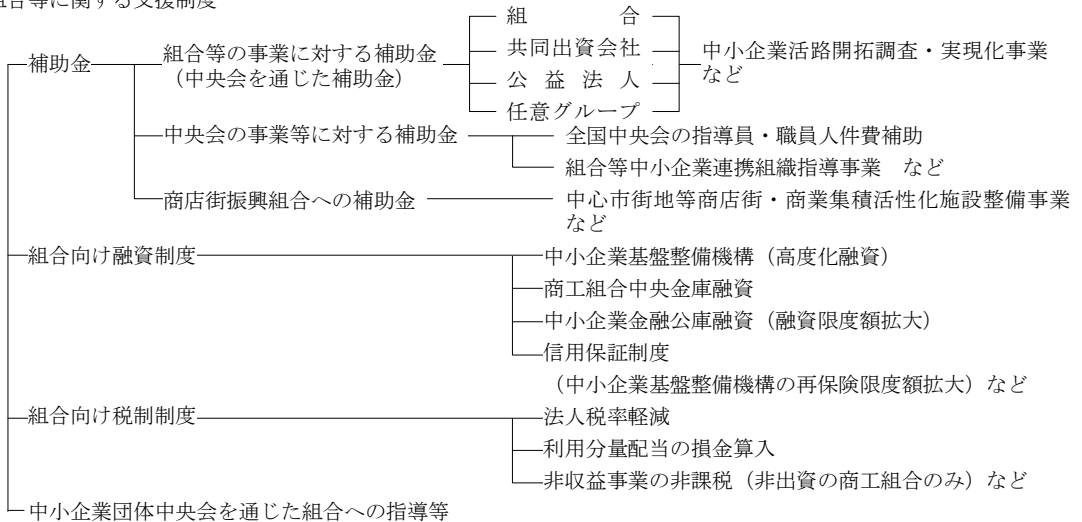 組合等に関する支援制度
補助金
組合等の事業に対する補助金
（中央会を通じた補助金）
組合
共同出資会社
公益法人
任意グループ
中小企業活路開拓調査・実現化事業
など
中央会の事業等に対する補助金
全国中央会の指導員・職員人件費補助
組合等中小企業連携組織指導事業　など
商店街振興組合への補助金
中心市街地等商店街・商業集積活性化施設整備事業
など
組合向け融資制度
中小企業基盤整備機構（高度化融資）
商工組合中央金庫融資
中小企業金融公庫融資（融資限度額拡大）
信用保証制度
（中小企業基盤整備機構の再保険限度額拡大）など
組合向け税制制度
法人税率軽減
利用分量配当の損金算入
非収益事業の非課税（非出資の商工組合のみ）など
中小企業団体中央会を通じた組合への指導等